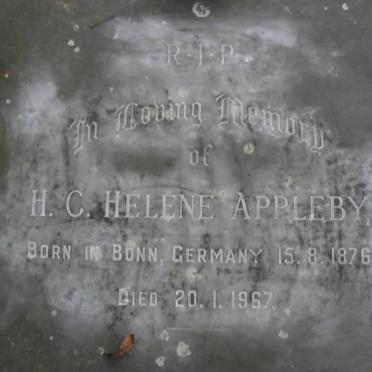 R·I·P
In Loving Memory
of
H. C. HELENE APPLEBY,
BORN IN BONN, GERMANY 15.8.1876
DIED 20.1.1967.